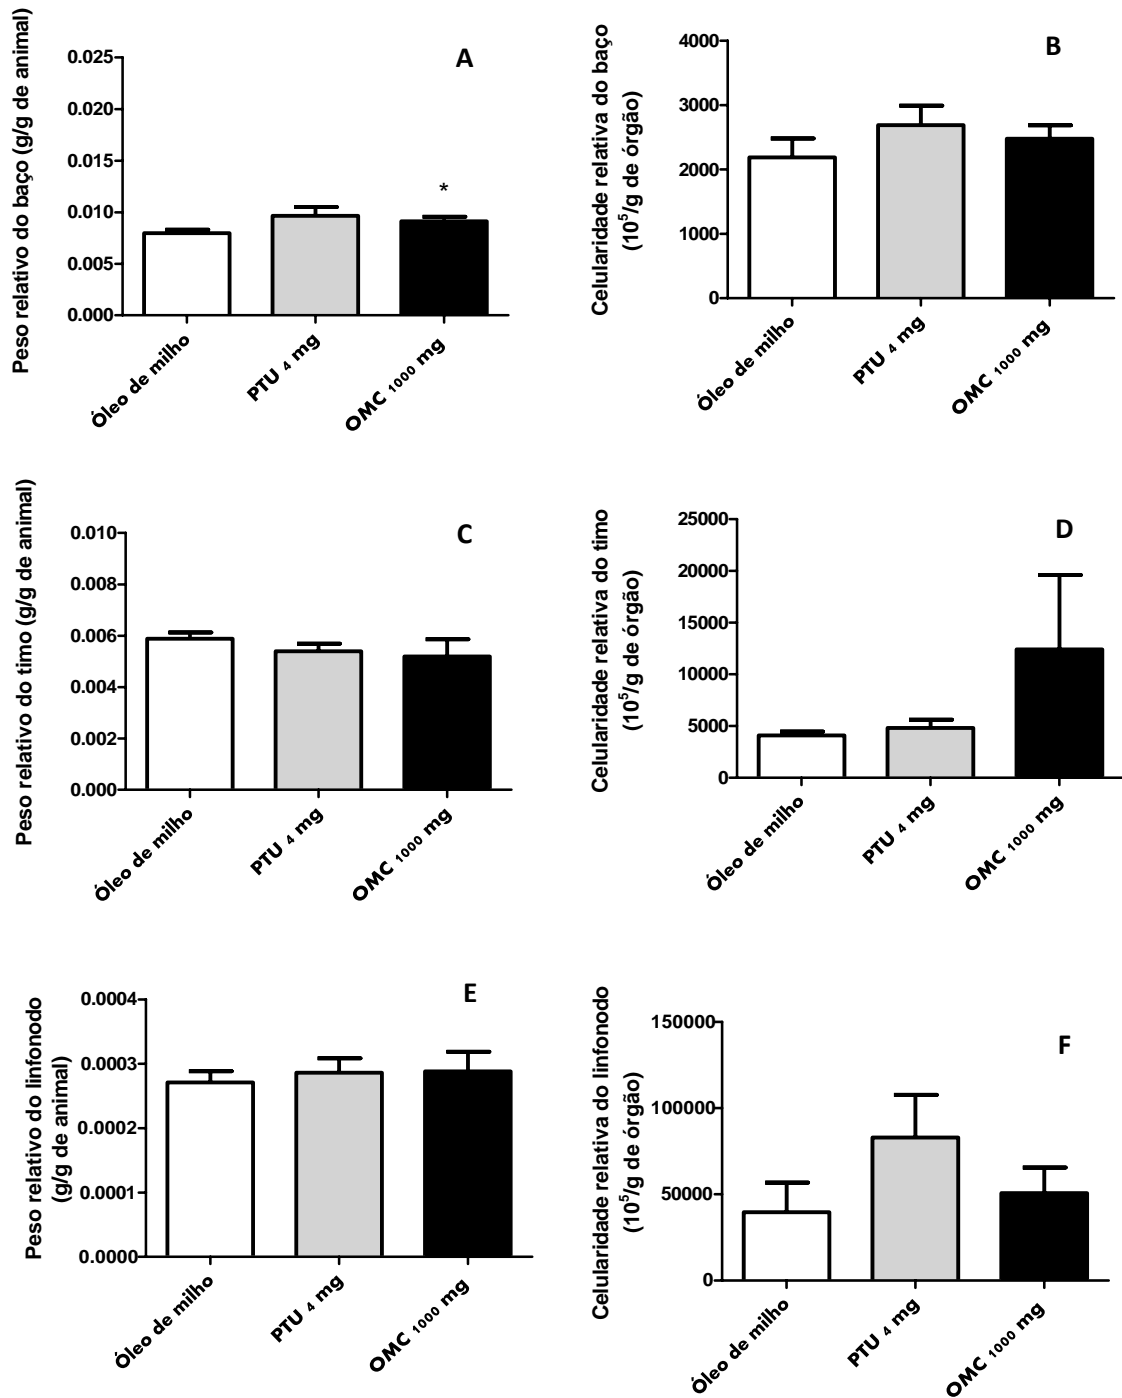 A
Peso relativo do baço (g/g de animal)
0.025
0.020
0.015
0.010
0.005
0.000
*
Óleo de milho
PTU 4 mg
OMC 1000 mg
B
Celularidade relativa do baço
(10⁵/g de órgão)
4000
3000
2000
1000
0
Óleo de milho
PTU 4 mg
OMC 1000 mg
C
Peso relativo do timo (g/g de animal)
0.010
0.008
0.006
0.004
0.002
0.000
Óleo de milho
PTU 4 mg
OMC 1000 mg
D
Celularidade relativa do timo
(10⁵/g de órgão)
25000
20000
15000
10000
5000
0
Óleo de milho
PTU 4 mg
OMC 1000 mg
E
Peso relativo do linfonodo
(g/g de animal)
0.0004
0.0003
0.0002
0.0001
0.0000
Óleo de milho
PTU 4 mg
OMC 1000 mg
F
Celularidade relativa do linfonodo
(10⁵/g de órgão)
150000
100000
50000
0
Óleo de milho
PTU 4 mg
OMC 1000 mg